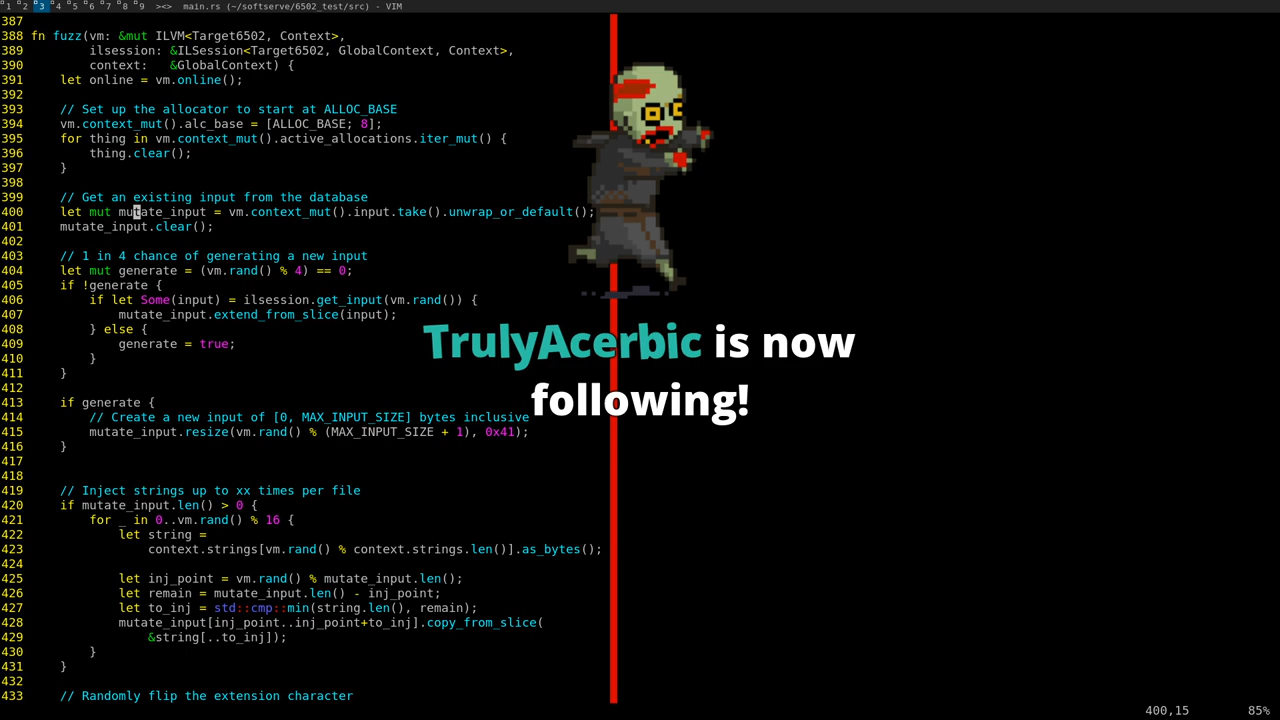 1 2 3 4 5 6 7 8 9 ><> main.rs (~/softserve/6502_test/src) - VIM
387
388 fn fuzz(vm: &mut ILVM<Target6502, Context>,
389         ilsession: &ILSession<Target6502, GlobalContext, Context>,
390         context:   &GlobalContext) {
391     let online = vm.online();
392
393     // Set up the allocator to start at ALLOC_BASE
394     vm.context_mut().alc_base = [ALLOC_BASE; 8];
395     for thing in vm.context_mut().active_allocations.iter_mut() {
396         thing.clear();
397     }
398
399     // Get an existing input from the database
400     let mut mutate_input = vm.context_mut().input.take().unwrap_or_default();
401     mutate_input.clear();
402
403     // 1 in 4 chance of generating a new input
404     let mut generate = (vm.rand() % 4) == 0;
405     if !generate {
406         if let Some(input) = ilsession.get_input(vm.rand()) {
407             mutate_input.extend_from_slice(input);
408         } else {
409             generate = true;
410         }
411     }
412
413     if generate {
414         // Create a new input of [0, MAX_INPUT_SIZE] bytes inclusive
415         mutate_input.resize(vm.rand() % (MAX_INPUT_SIZE + 1), 0x41);
416     }
417
418
419     // Inject strings up to xx times per file
420     if mutate_input.len() > 0 {
421         for _ in 0..vm.rand() % 16 {
422             let string =
423                 context.strings[vm.rand() % context.strings.len()].as_bytes();
424
425             let inj_point = vm.rand() % mutate_input.len();
426             let remain = mutate_input.len() - inj_point;
427             let to_inj = std::cmp::min(string.len(), remain);
428             mutate_input[inj_point..inj_point+to_inj].copy_from_slice(
429                 &string[..to_inj]);
430         }
431     }
432
433     // Randomly flip the extension character
TrulyAcerbic is now
following!
400,15 85%